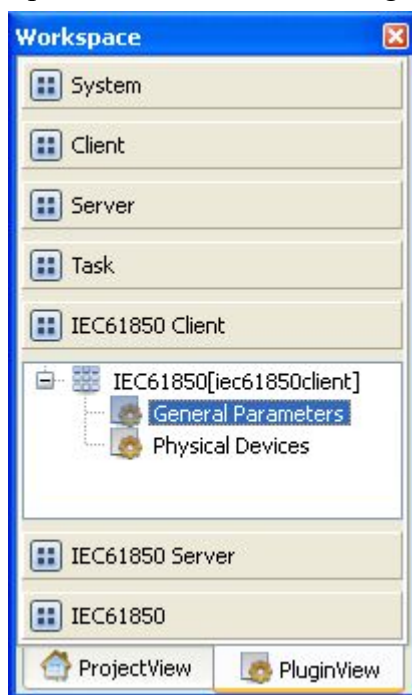 Workspace
System
Client
Server
Task
IEC61850 Client
IEC61850[iec61850client]
General Parameters
Physical Devices
IEC61850 Server
IEC61850
ProjectView PluginView